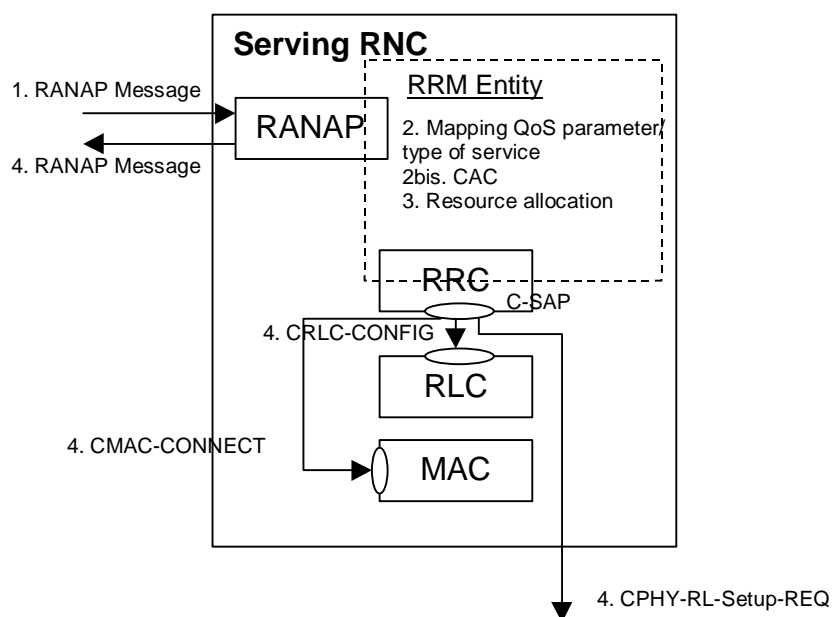 Serving RNC
1. RANAP Message
RRM Entity
RANAP
2. Mapping QoS parameter/
type of service
2bis. CAC
3. Resource allocation
4. RANAP Message
RRC
C-SAP
4. CRLC-CONFIG
RLC
4. CMAC-CONNECT
MAC
4. CPHY-RL-Setup-REQ